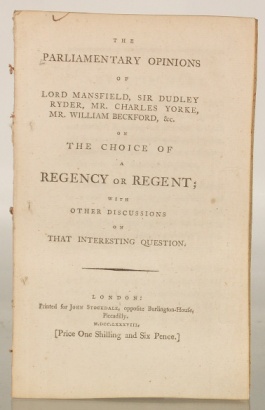 THE
PARLIAMENTARY OPINIONS
OF
LORD MANSFIELD, SIR DUDLEY
RYDER, MR. CHARLES YORKE,
MR. WILLIAM BECKFORD, &c.
ON
THE CHOICE OF
A
REGENCY OR REGENT;
WITH
OTHER DISCUSSIONS
ON
THAT INTERESTING QUESTION.
LONDON:
Printed for JOHN STOCKDALE, opposite Burlington-House,
Piccadilly.
M.DCC.LXXXVIII.
[Price One Shilling and Six Pence.]